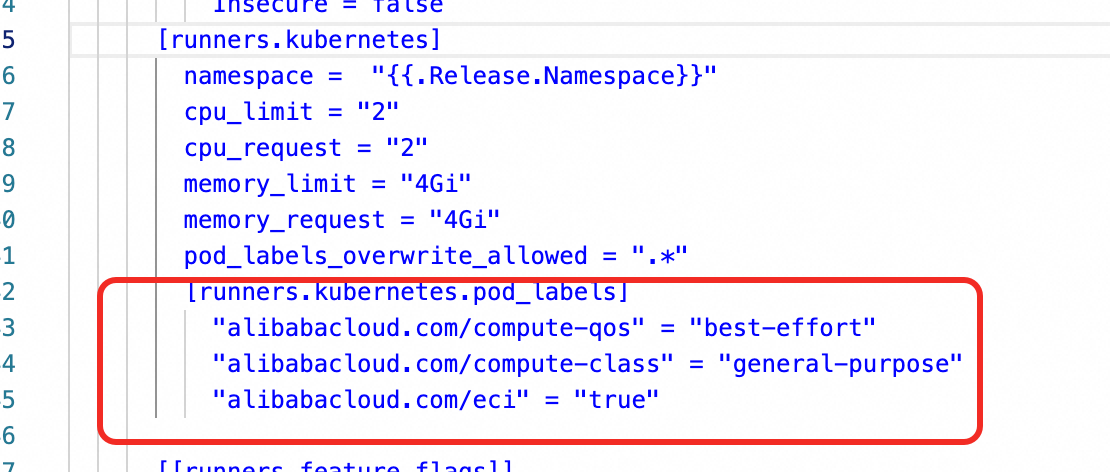 4 Insecure = false
5 [runners.kubernetes]
6 namespace =  "{{.Release.Namespace}}"
7 cpu_limit = "2"
8 cpu_request = "2"
9 memory_limit = "4Gi"
0 memory_request = "4Gi"
1 pod_labels_overwrite_allowed = ".*"
2 [runners.kubernetes.pod_labels]
3 "alibabacloud.com/compute-qos" = "best-effort"
4 "alibabacloud.com/compute-class" = "general-purpose"
5 "alibabacloud.com/eci" = "true"
6
7 [[runners.feature_flags]]